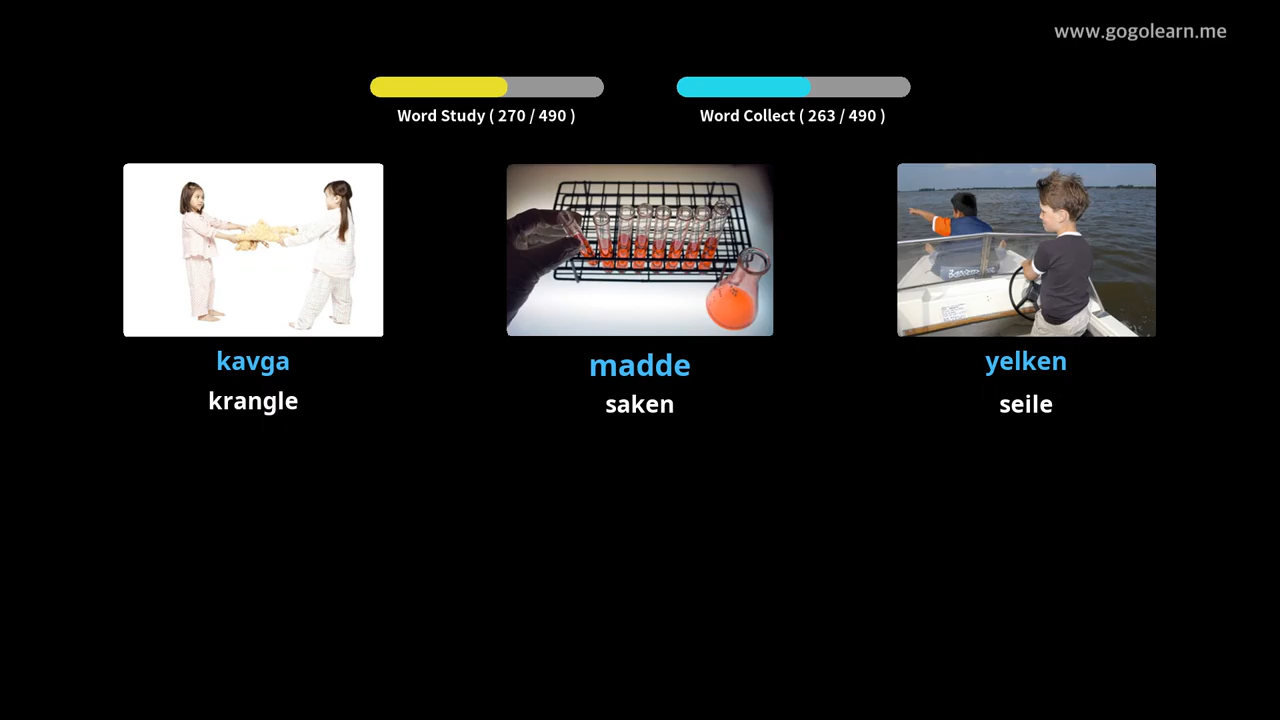 www.gogolearn.me
Word Study ( 270 / 490 )
Word Collect ( 263 / 490 )
kavga
krangle
madde
saken
yelken
seile